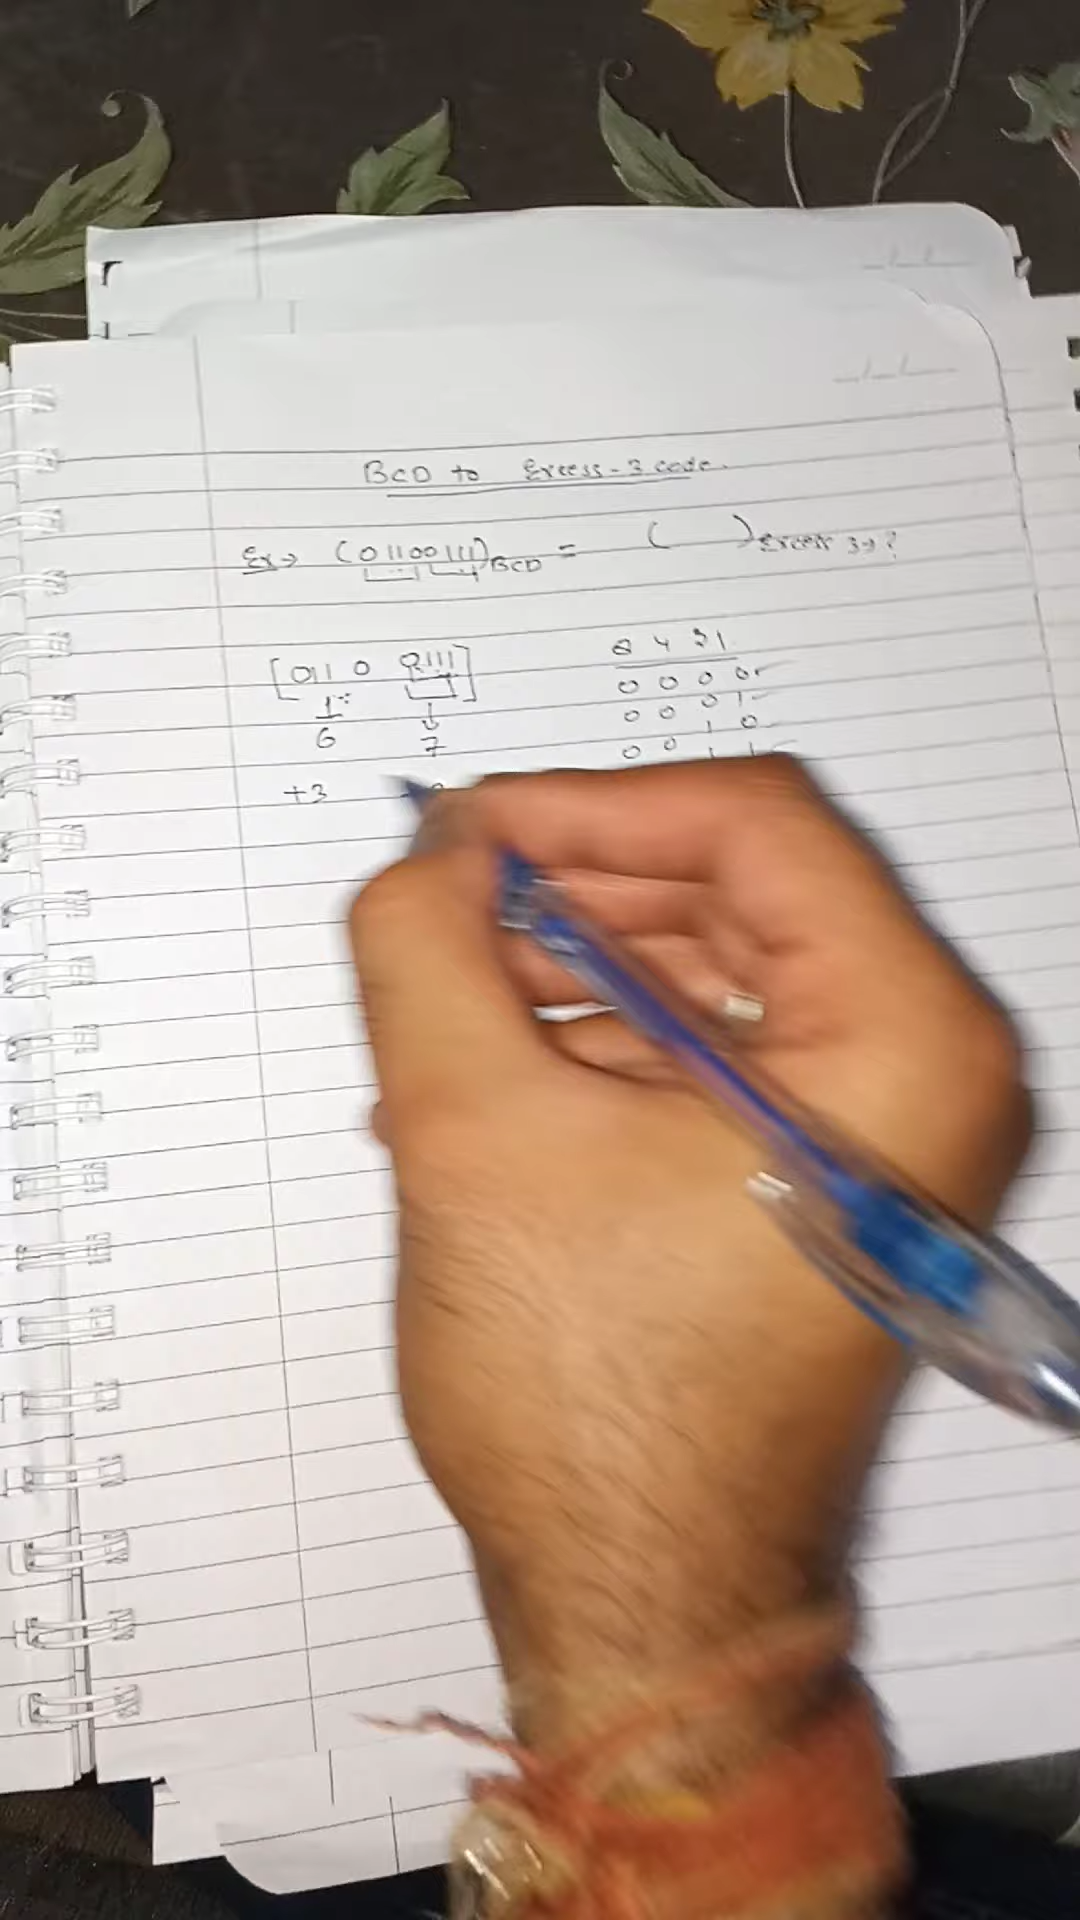 BCD to Excess-3 code.
Ex→ (01100111)BCD = ( )Excess 3→?
[0110 0111]
6 7
+3
8 4 2 1
0 0 0 0
0 0 0 1
0 0 1 0
0 0 1 1